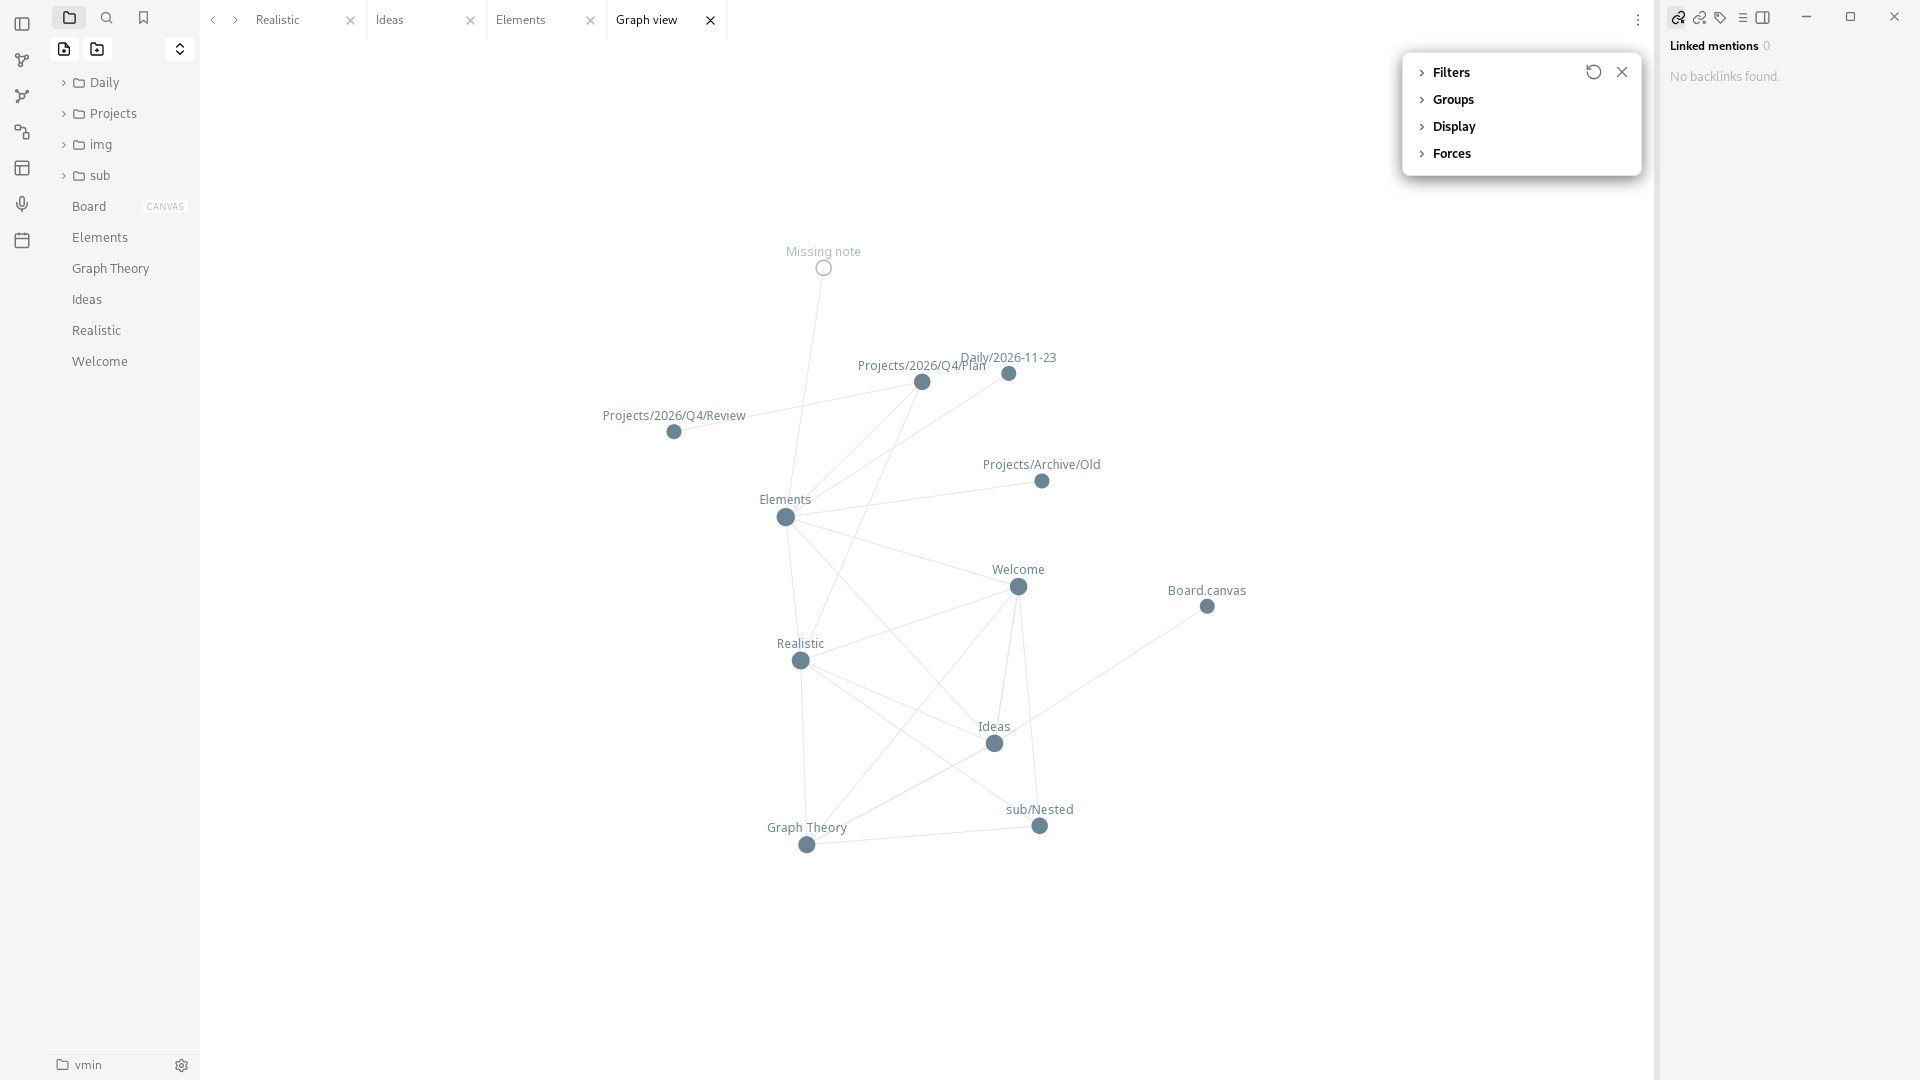 Realistic
Ideas
Elements
Graph view
Daily
Projects
img
sub
Board CANVAS
Elements
Graph Theory
Ideas
Realistic
Welcome
vmin
Filters
Groups
Display
Forces
Missing note
Daily/2026-11-23
Projects/2026/Q4/Plan
Projects/2026/Q4/Review
Projects/Archive/Old
Elements
Welcome
Board.canvas
Realistic
Ideas
sub/Nested
Graph Theory
Linked mentions 0
No backlinks found.